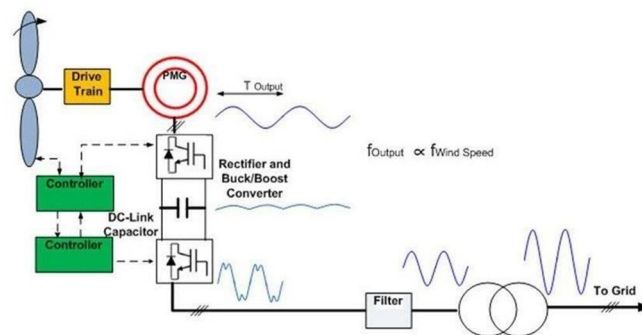 Drive
Train
PMG
T Output
fOutput ∝ fWind Speed
Rectifier and
Buck/Boost
Converter
Controller
DC-Link
Capacitor
Controller
Filter
To Grid